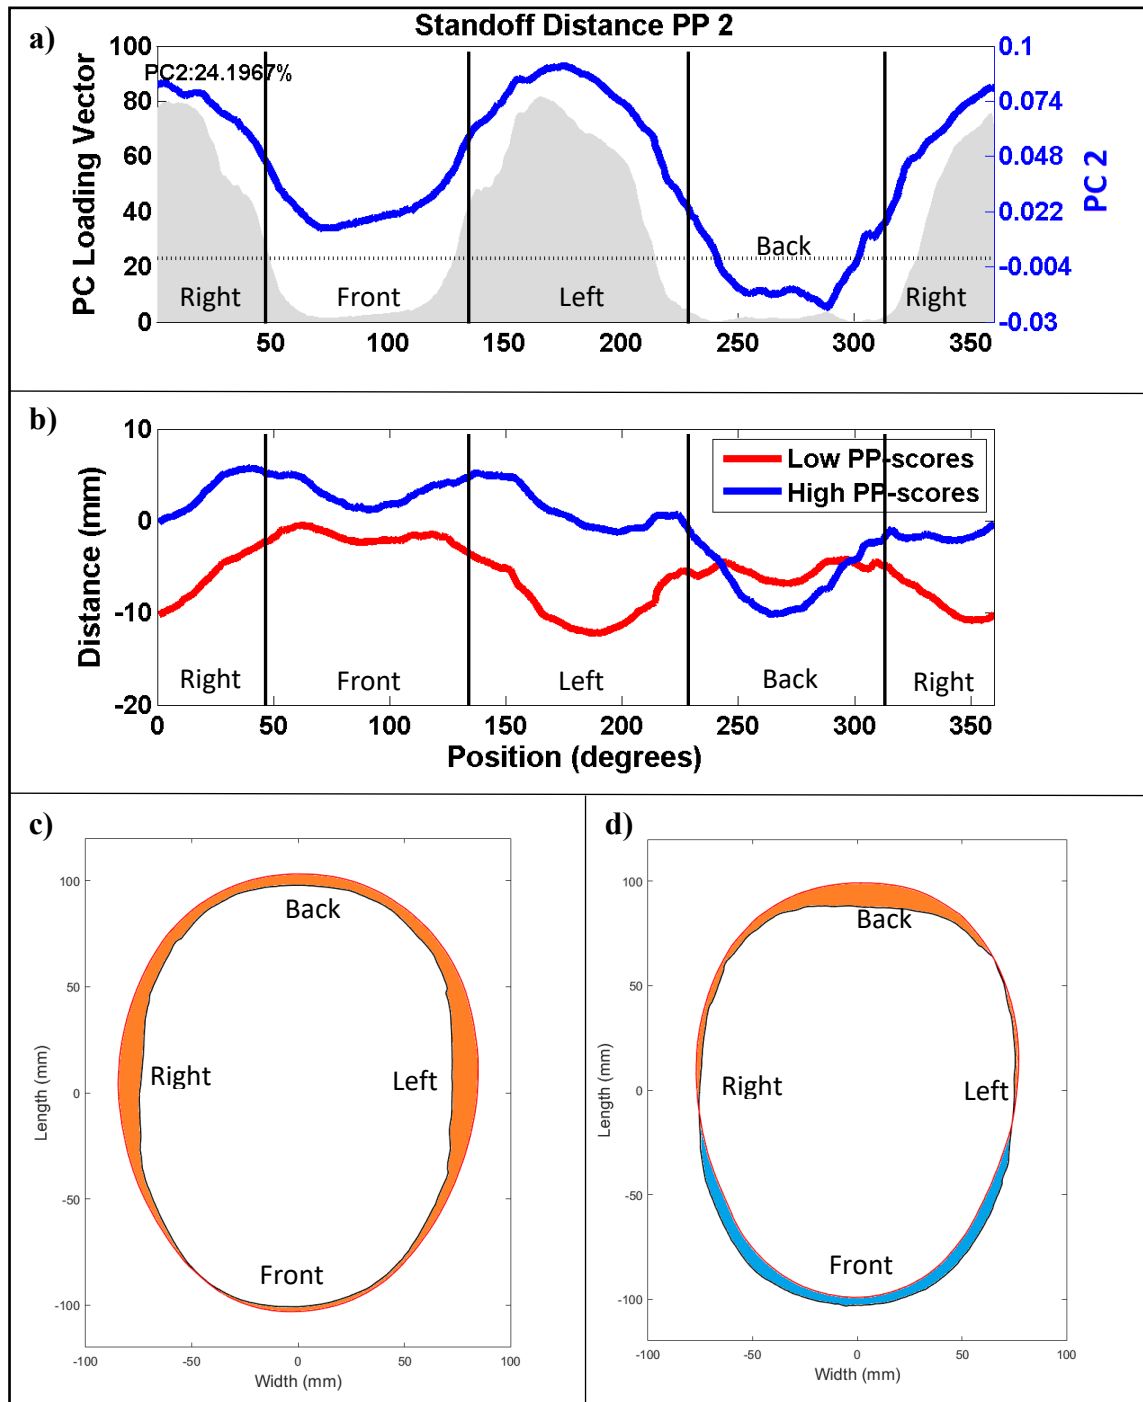 a)
Standoff Distance PP 2
PC Loading Vector
PC 2
100
80
60
40
20
0
0.1
0.074
0.048
0.022
-0.004
-0.03
PC2:24.1967%
Right
Front
Left
Back
Right
50
100
150
200
250
300
350
b)
Distance (mm)
10
0
-10
-20
Low PP-scores
High PP-scores
Right
Front
Left
Back
Right
0
50
100
150
200
250
300
350
Position (degrees)
c)
Length (mm)
100
50
0
-50
-100
Back
Right
Left
Front
-100
-50
0
50
100
Width (mm)
d)
Length (mm)
100
50
0
-50
-100
Back
Right
Left
Front
-100
-50
0
50
100
Width (mm)